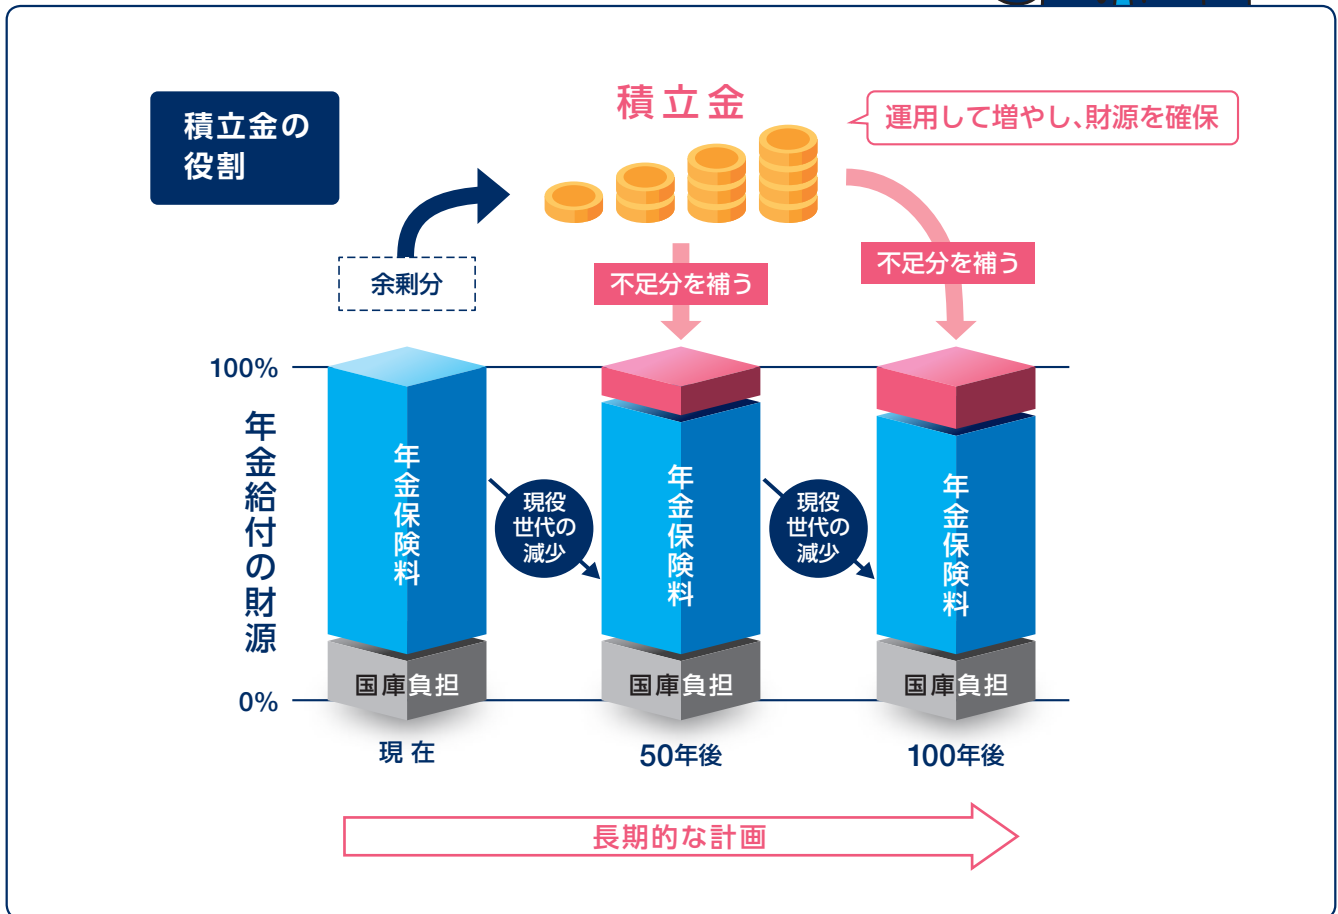 積立金の
役割
積立金
運用して増やし、財源を確保
余剰分
不足分を補う
不足分を補う
100%
年金給付の財源
0%
年金保険料
国庫負担
現在
現役
世代の
減少
年金保険料
国庫負担
50年後
現役
世代の
減少
年金保険料
国庫負担
100年後
長期的な計画